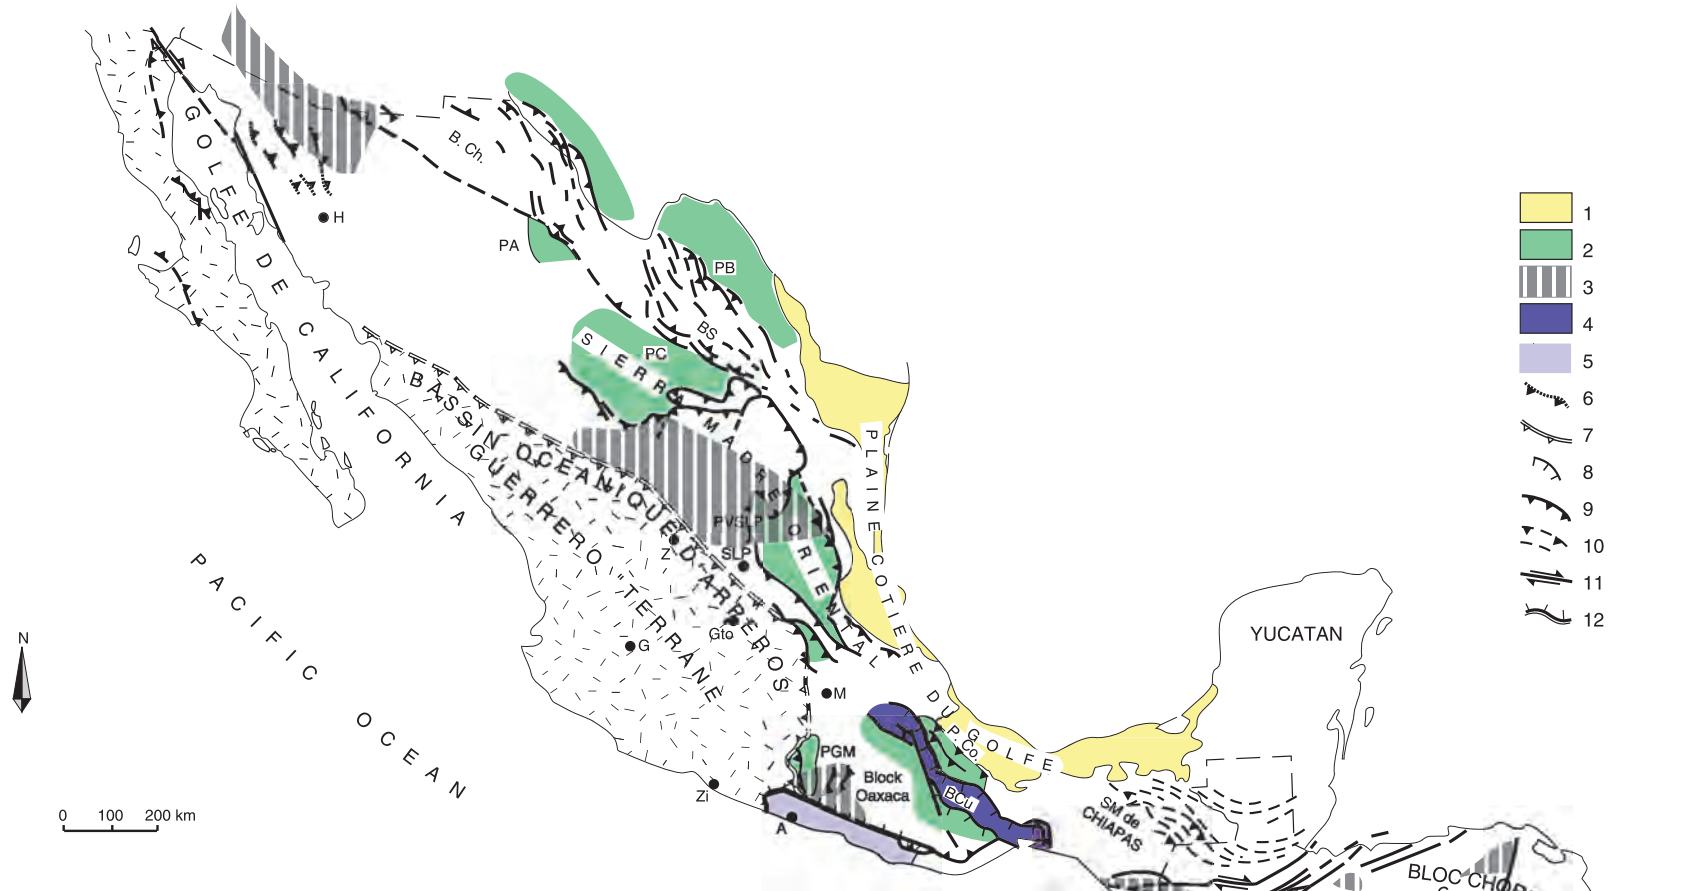 GOLFE DE CALIFORNIA
B. Ch.
H
PA
PB
BS
PC
SIERR
MADRE
ORIENTAL
BASSIN OCEANIQUE D'ARPEROS
GUERRERO TERRANE
PLAINE COTIERE DU GOLFE
PVSLP
Z
SLP
Gto
G
M
PACIFIC OCEAN
N
0 100 200 km
Zi
A
PGM
Block
Oaxaca
P. Co.
BCu
SM de
CHIAPAS
YUCATAN
BLOC CHOR
1
2
3
4
5
6
7
8
9
10
11
12